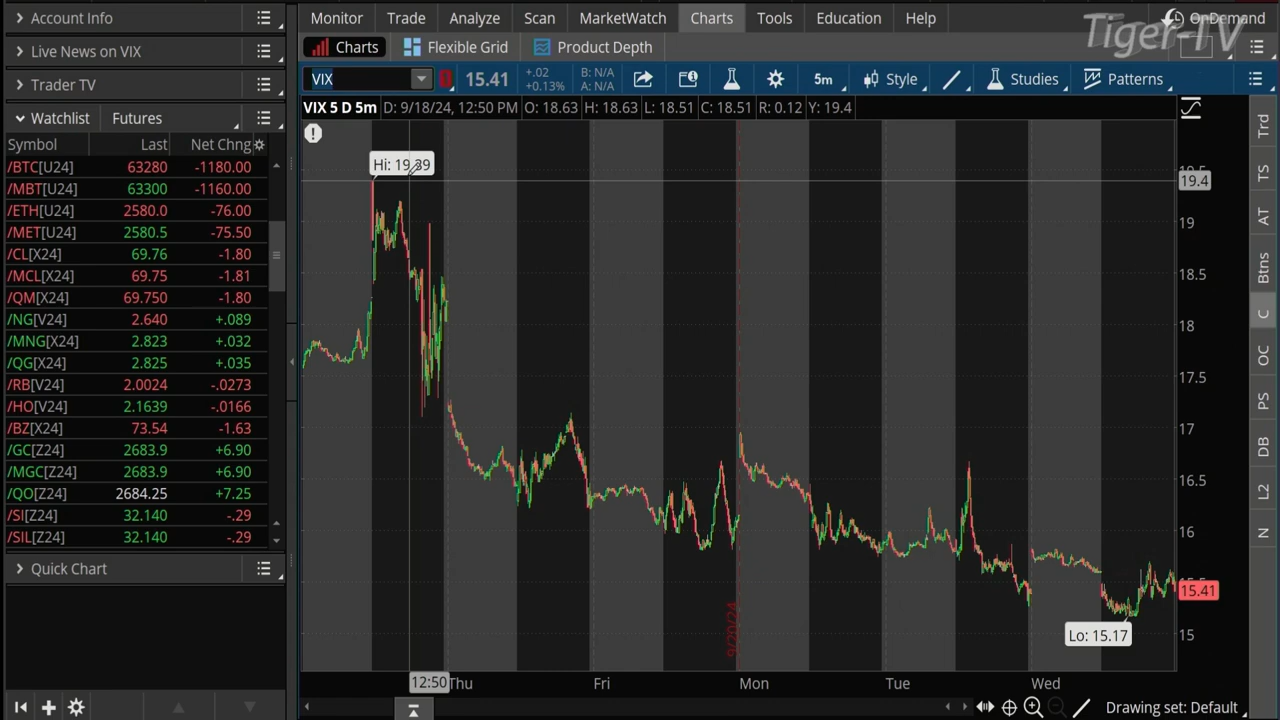 Account Info
Monitor Trade Analyze Scan MarketWatch Charts Tools Education Help OnDemand
Tiger-TV
Live News on VIX
Charts Flexible Grid Product Depth
Trader TV
VIX 15.41 +.02 +0.13% B: N/A A: N/A 5m Style Studies Patterns
Watchlist Futures
VIX 5 D 5m D: 9/18/24, 12:50 PM O: 18.63 H: 18.63 L: 18.51 C: 18.51 R: 0.12 Y: 19.4
Symbol Last Net Chng
/BTC[U24] 63280 -1180.00
/MBT[U24] 63300 -1160.00
/ETH[U24] 2580.0 -76.00
/MET[U24] 2580.5 -75.50
/CL[X24] 69.76 -1.80
/MCL[X24] 69.75 -1.81
/QM[X24] 69.750 -1.80
/NG[V24] 2.640 +.089
/MNG[X24] 2.823 +.032
/QG[X24] 2.825 +.035
/RB[V24] 2.0024 -.0273
/HO[V24] 2.1639 -.0166
/BZ[X24] 73.54 -1.63
/GC[Z24] 2683.9 +6.90
/MGC[Z24] 2683.9 +6.90
/QO[Z24] 2684.25 +7.25
/SI[Z24] 32.140 -.29
/SIL[Z24] 32.140 -.29
Quick Chart
Hi: 19.39
19.5
19.4
19
18.5
18
17.5
17
16.5
16
15.5
15.41
15
Lo: 15.17
9/20/24
12:50 Thu Fri Mon Tue Wed
Drawing set: Default
Trd
TS
AT
Btns
C
OC
PS
DB
L2
N